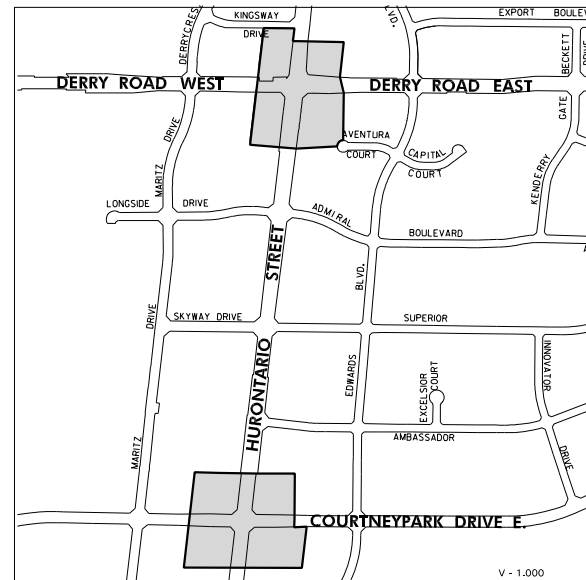 KINGSWAY
DRIVE
EXPORT BOULEV
DERRYCRES
LVD.
BECKETT
DRIVE
DERRY ROAD WEST
DERRY ROAD EAST
GATE
DRIVE
AVENTURA
COURT
CAPITAL
COURT
MARITZ
KENDERRY
LONGSIDE DRIVE
ADMIRAL
BOULEVARD
STREET
BLVD.
DRIVE
SKYWAY DRIVE
SUPERIOR
HURONTARIO
EDWARDS
EXCELSIOR
COURT
INNOVATOR
MARITZ
AMBASSADOR
DRIVE
COURTNEYPARK DRIVE E.
V - 1.000